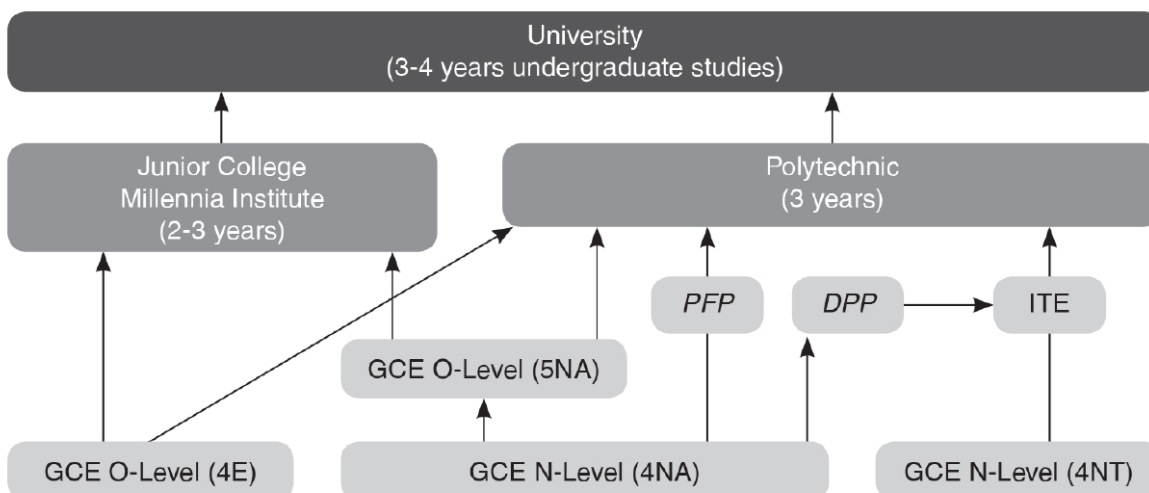 University
(3-4 years undergraduate studies)
Junior College
Millennia Institute
(2-3 years)
Polytechnic
(3 years)
PFP
DPP
ITE
GCE O-Level (5NA)
GCE O-Level (4E)
GCE N-Level (4NA)
GCE N-Level (4NT)